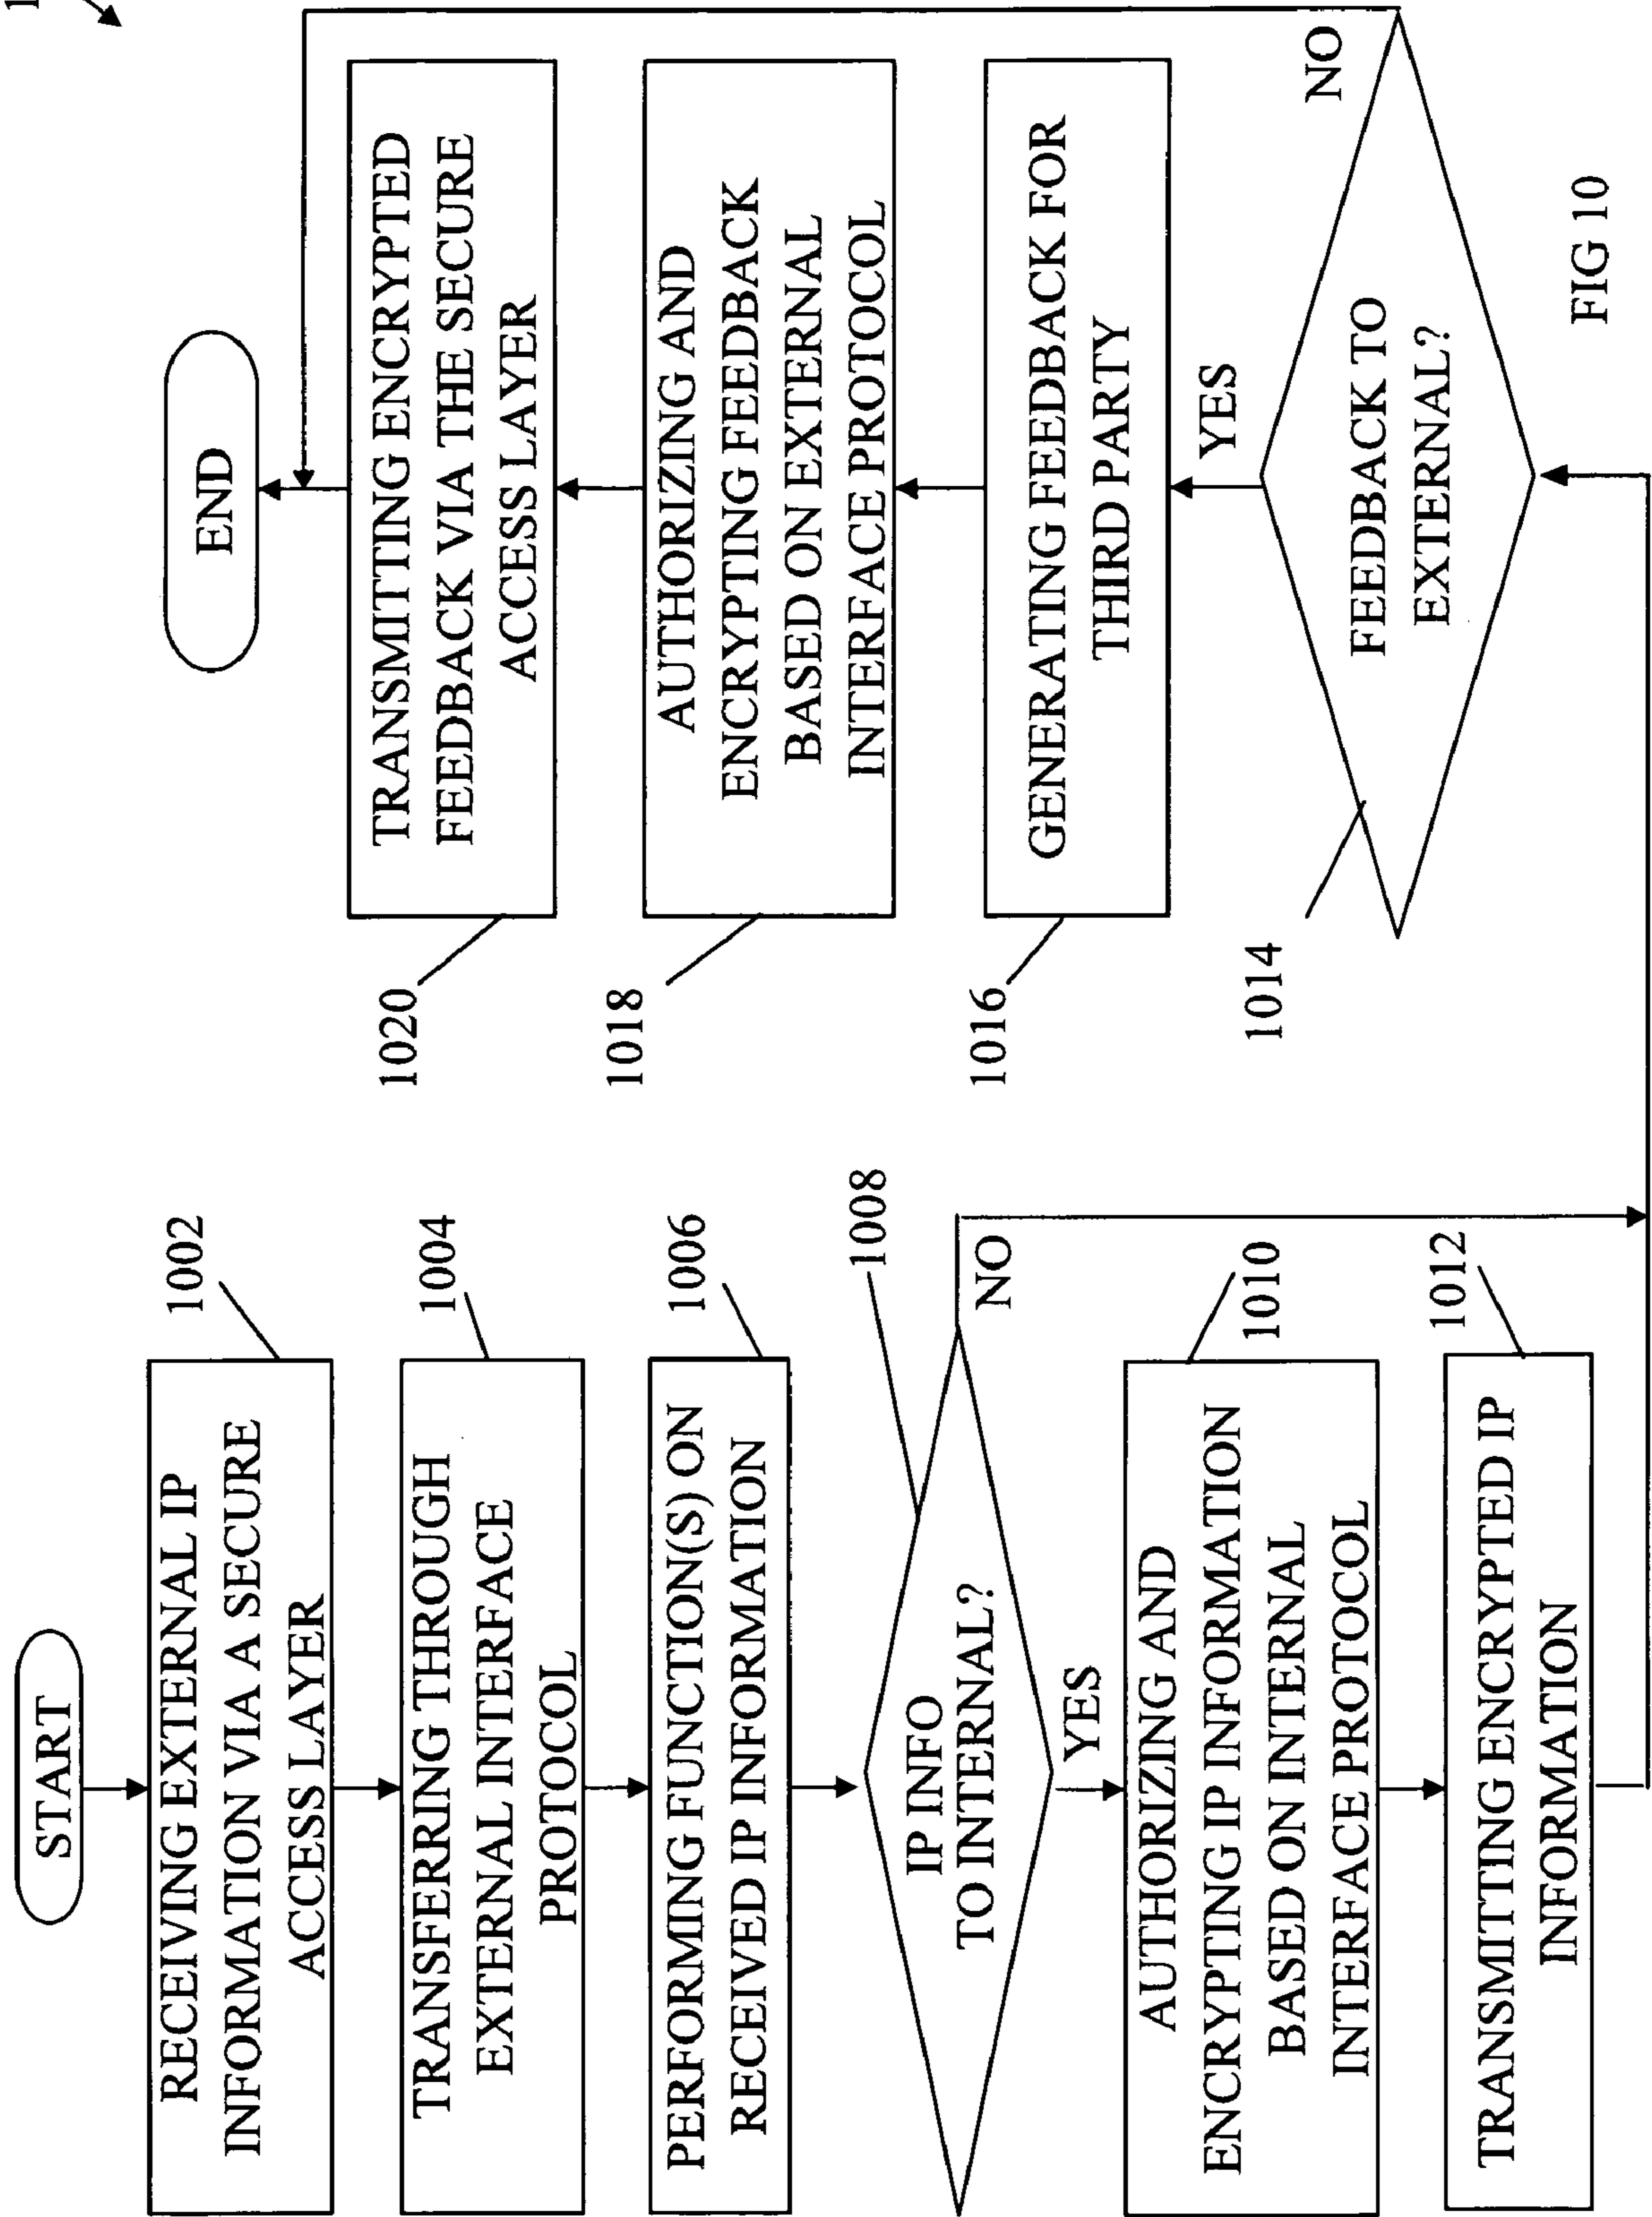 START
RECEIVING EXTERNAL IP
INFORMATION VIA A SECURE
ACCESS LAYER
1002
TRANSFERRING THROUGH
EXTERNAL INTERFACE
PROTOCOL
1004
PERFORMING FUNCTION(S) ON
RECEIVED IP INFORMATION
1006
IP INFO
TO INTERNAL?
1008
NO
YES
AUTHORIZING AND
ENCRYPTING IP INFORMATION
BASED ON INTERNAL
INTERFACE PROTOCOL
1010
TRANSMITTING ENCRYPTED IP
INFORMATION
1012
END
TRANSMITTING ENCRYPTED
FEEDBACK VIA THE SECURE
ACCESS LAYER
1020
AUTHORIZING AND
ENCRYPTING FEEDBACK
BASED ON EXTERNAL
INTERFACE PROTOCOL
1018
GENERATING FEEDBACK FOR
THIRD PARTY
1016
YES
FEEDBACK TO
EXTERNAL?
1014
NO
FIG 10